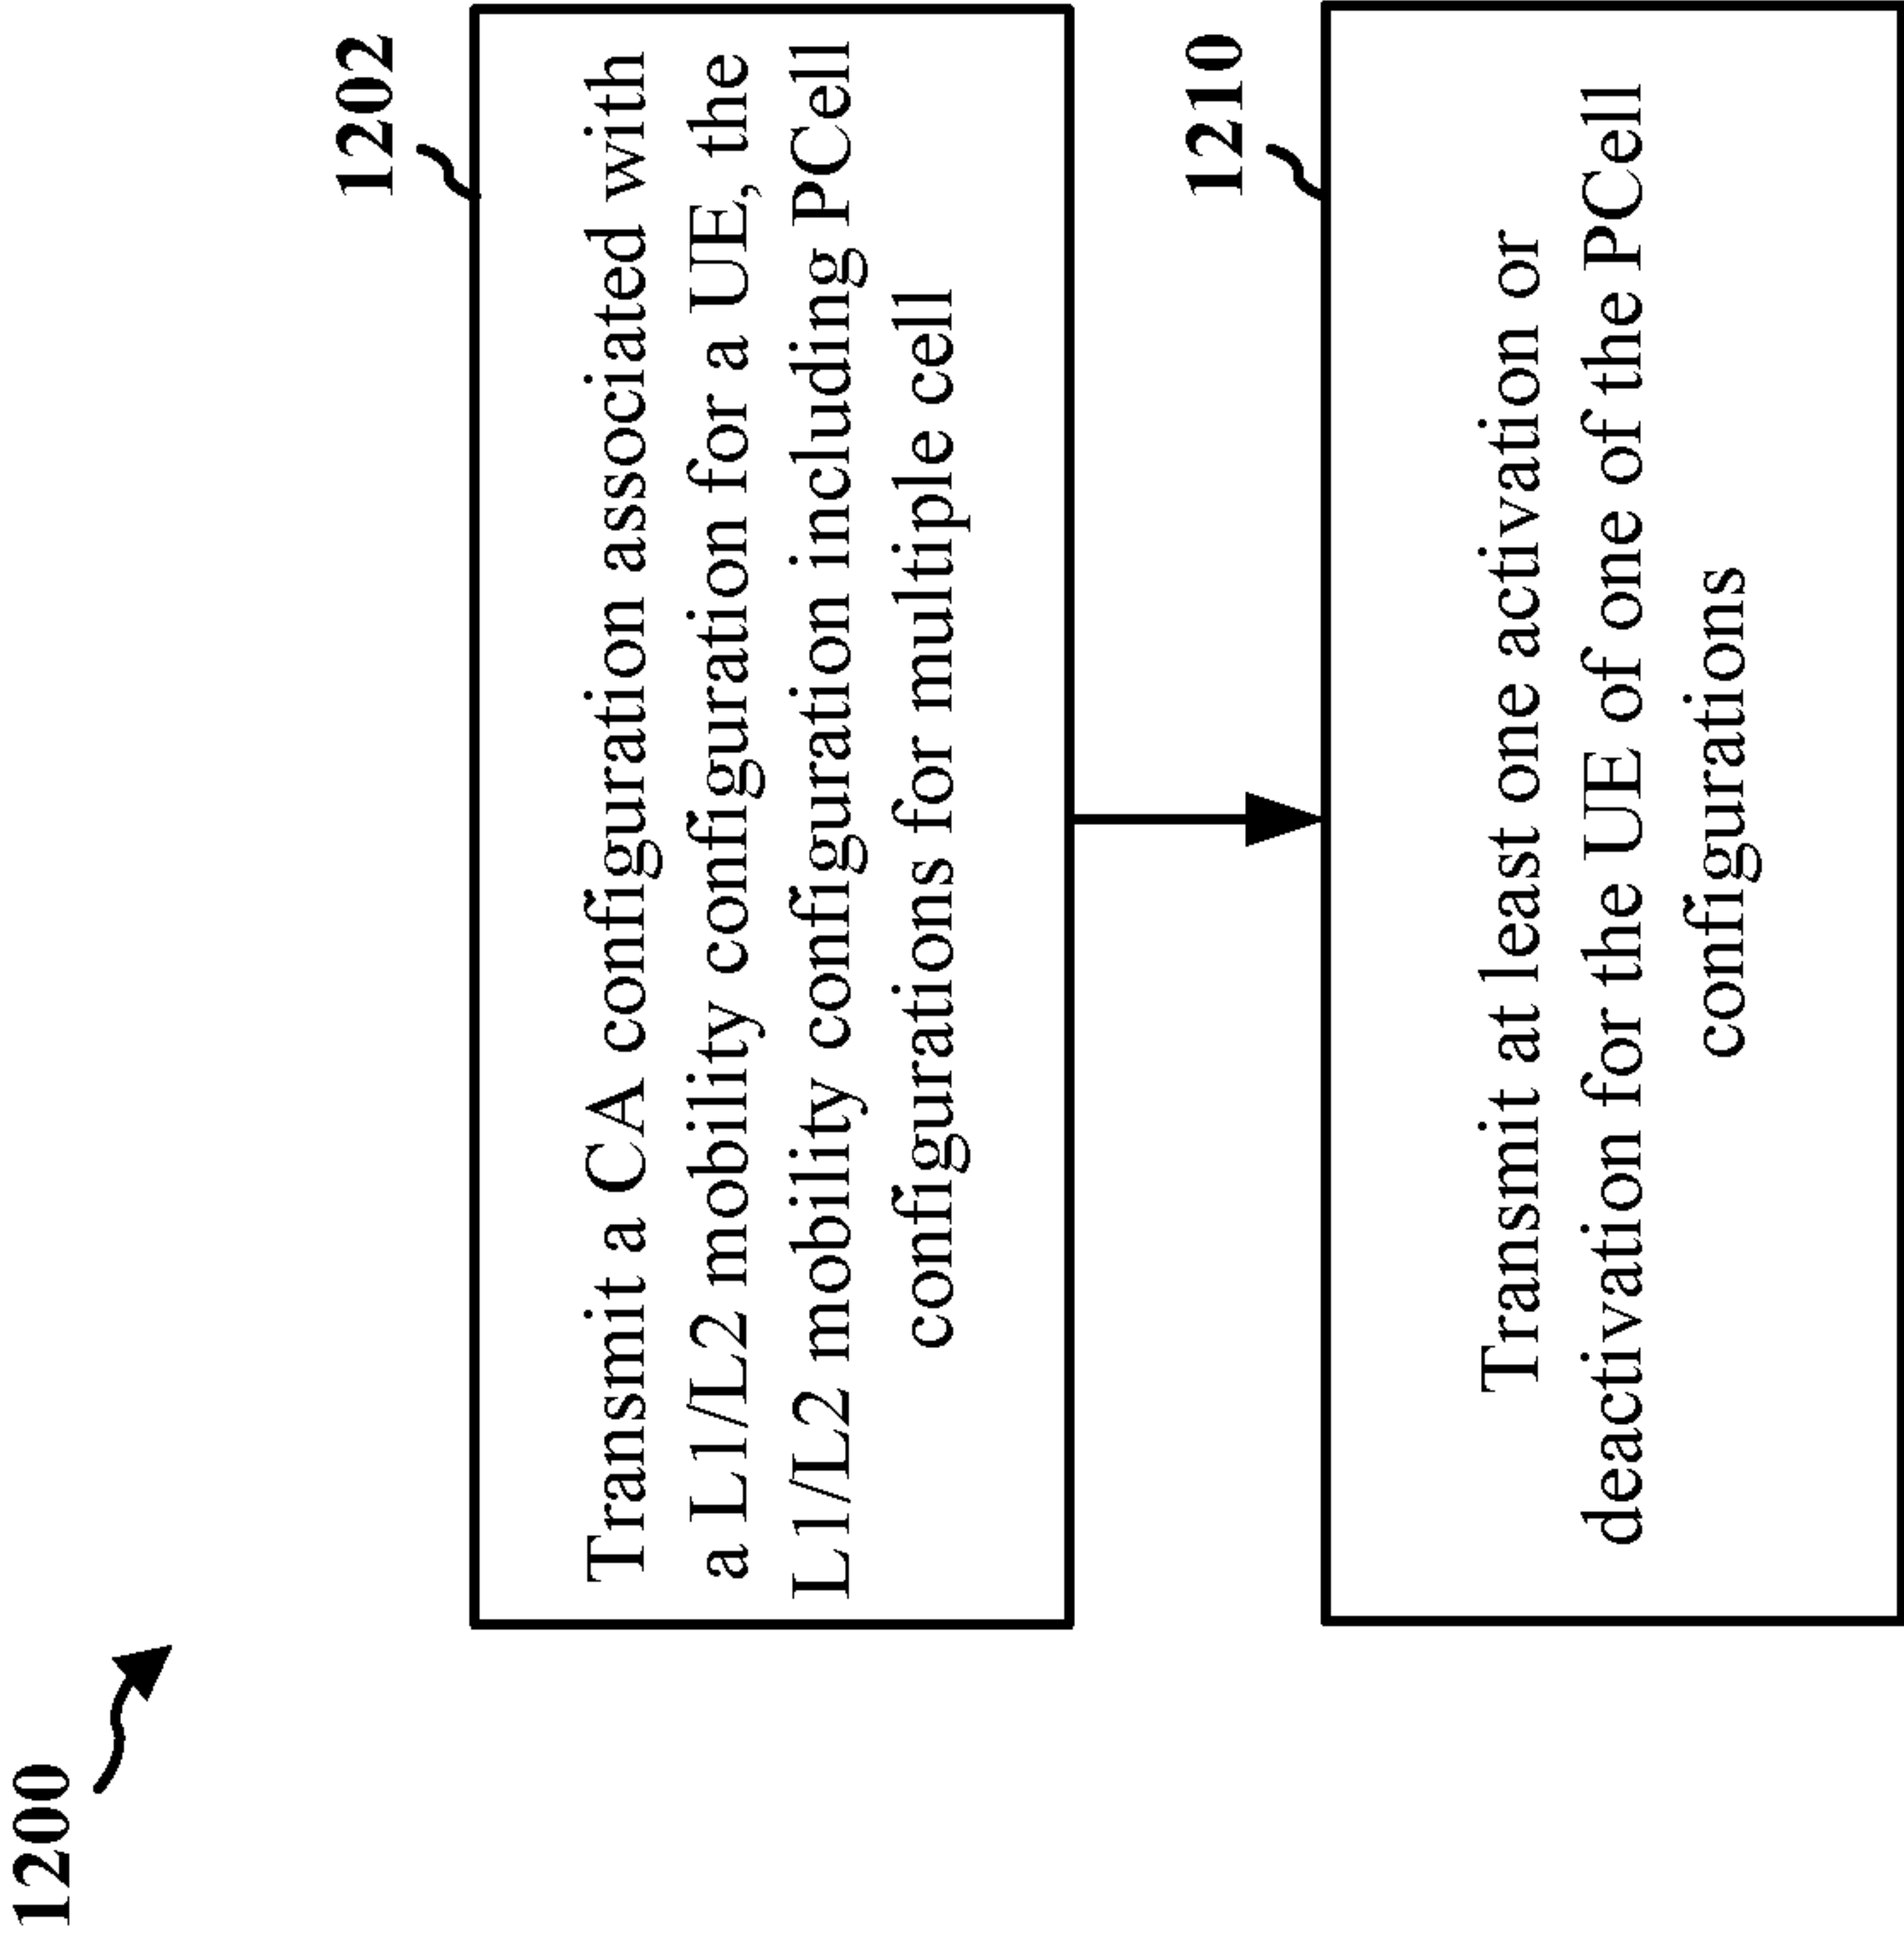 1200
1202
Transmit a CA configuration associated with
a L1/L2 mobility configuration for a UE, the
L1/L2 mobility configuration including PCell
configurations for multiple cell
1210
Transmit at least one activation or
deactivation for the UE of one of the PCell
configurations